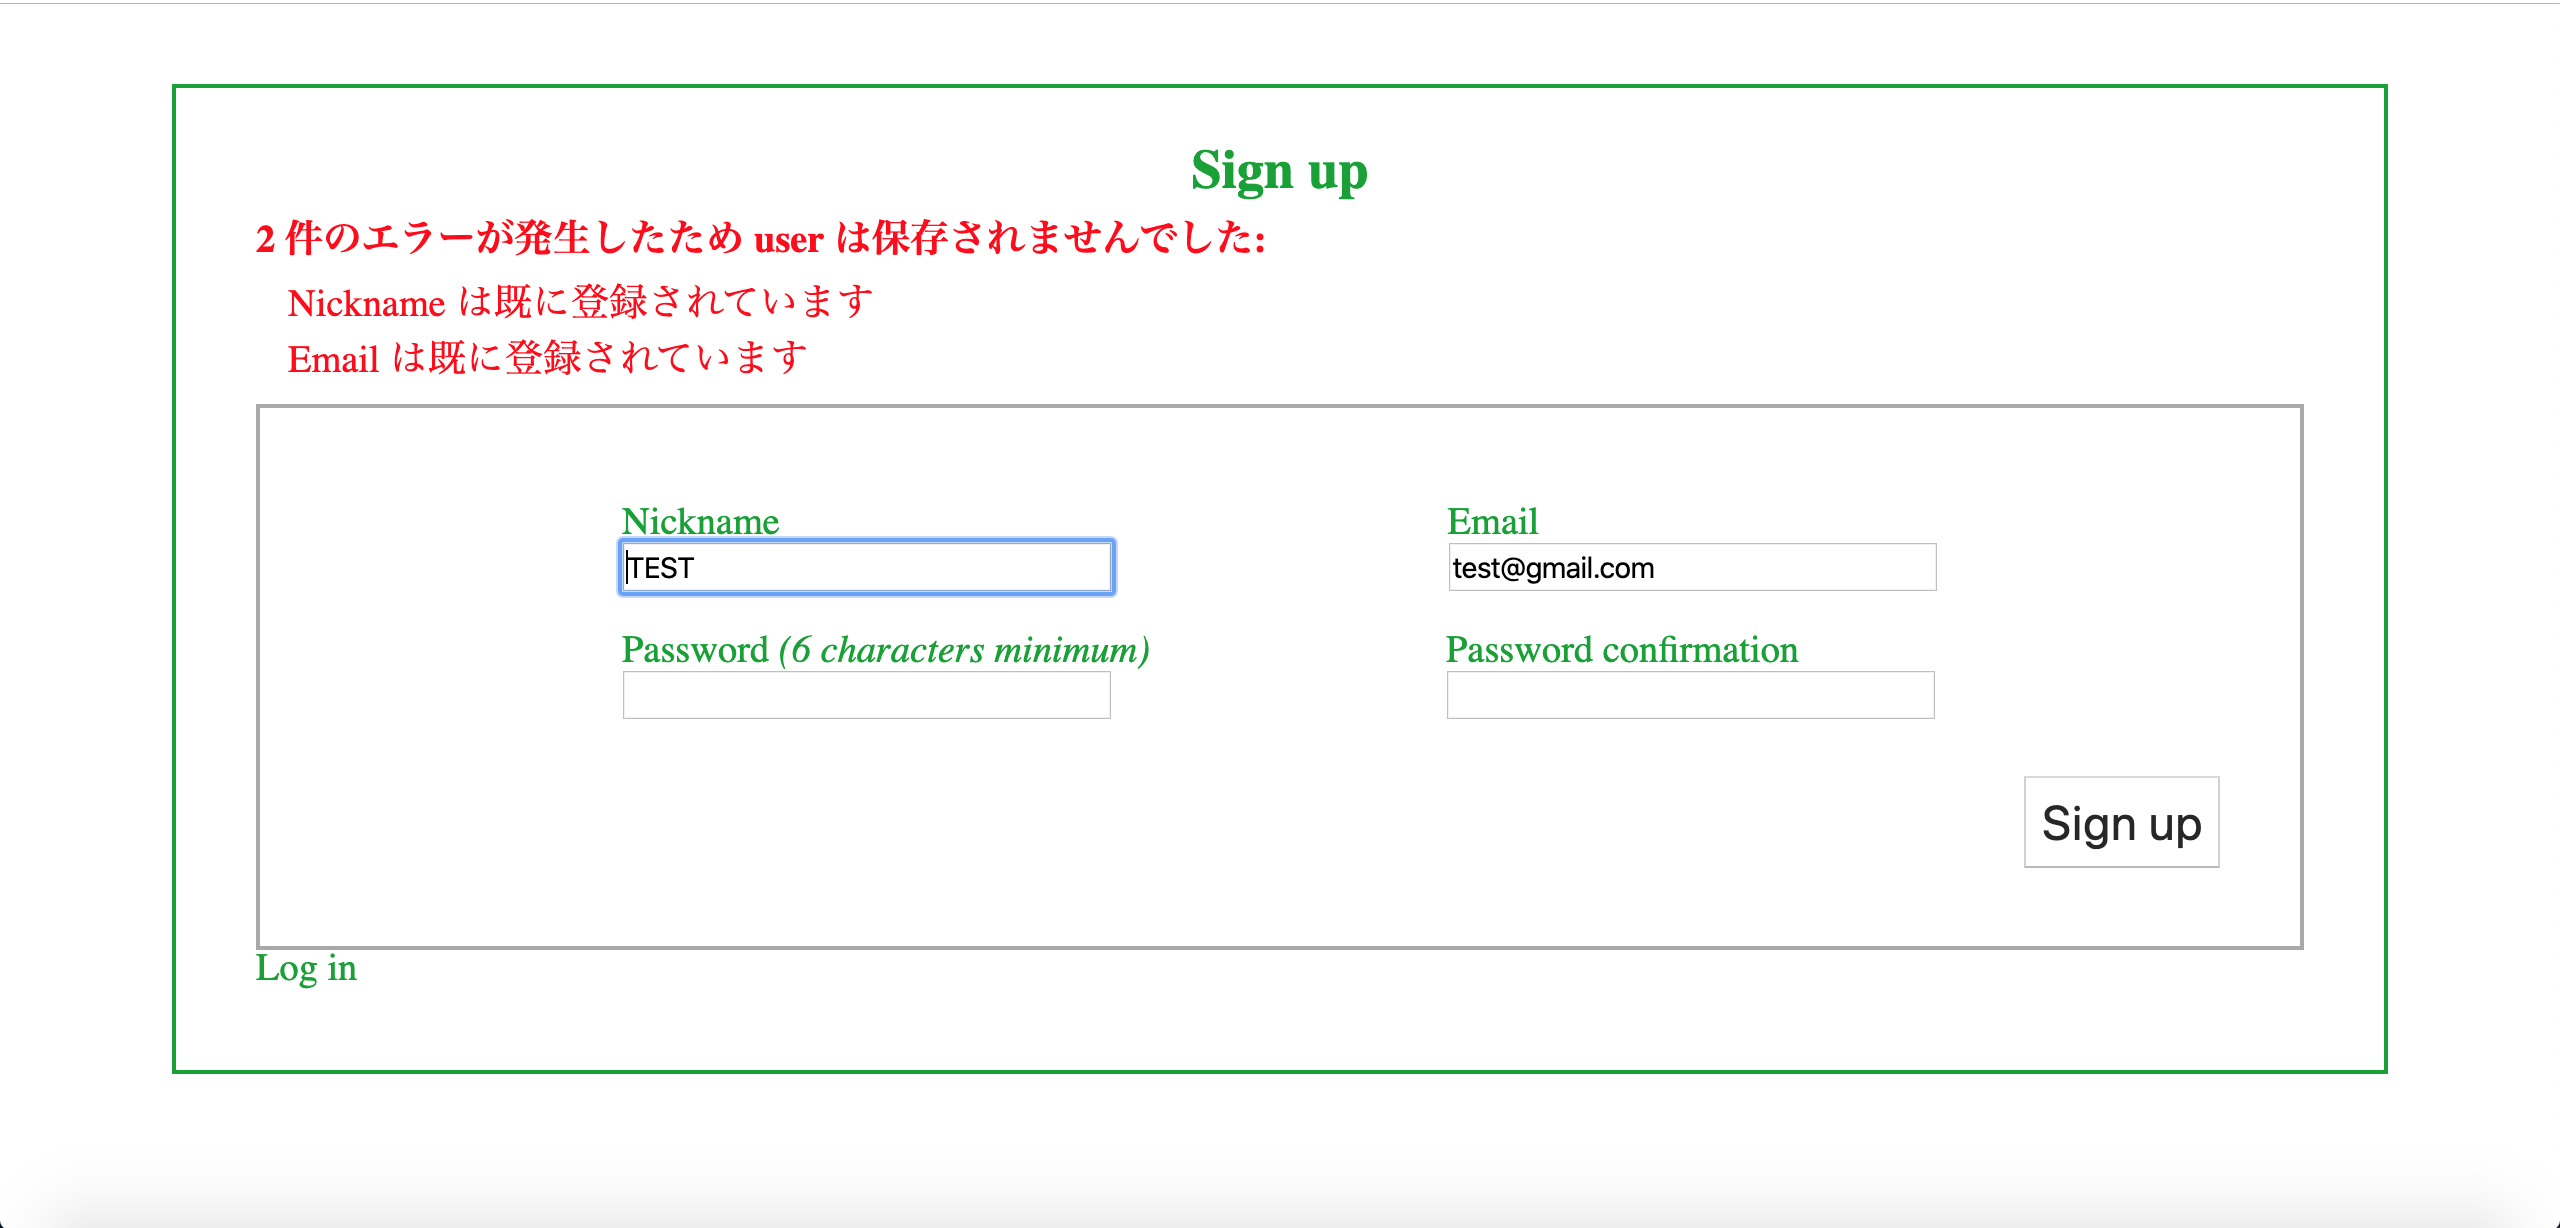 Sign up
2 件のエラーが発生したため user は保存されませんでした:
Nickname は既に登録されています
Email は既に登録されています
Nickname
Email
TEST
test@gmail.com
Password (6 characters minimum)
Password confirmation
Sign up
Log in